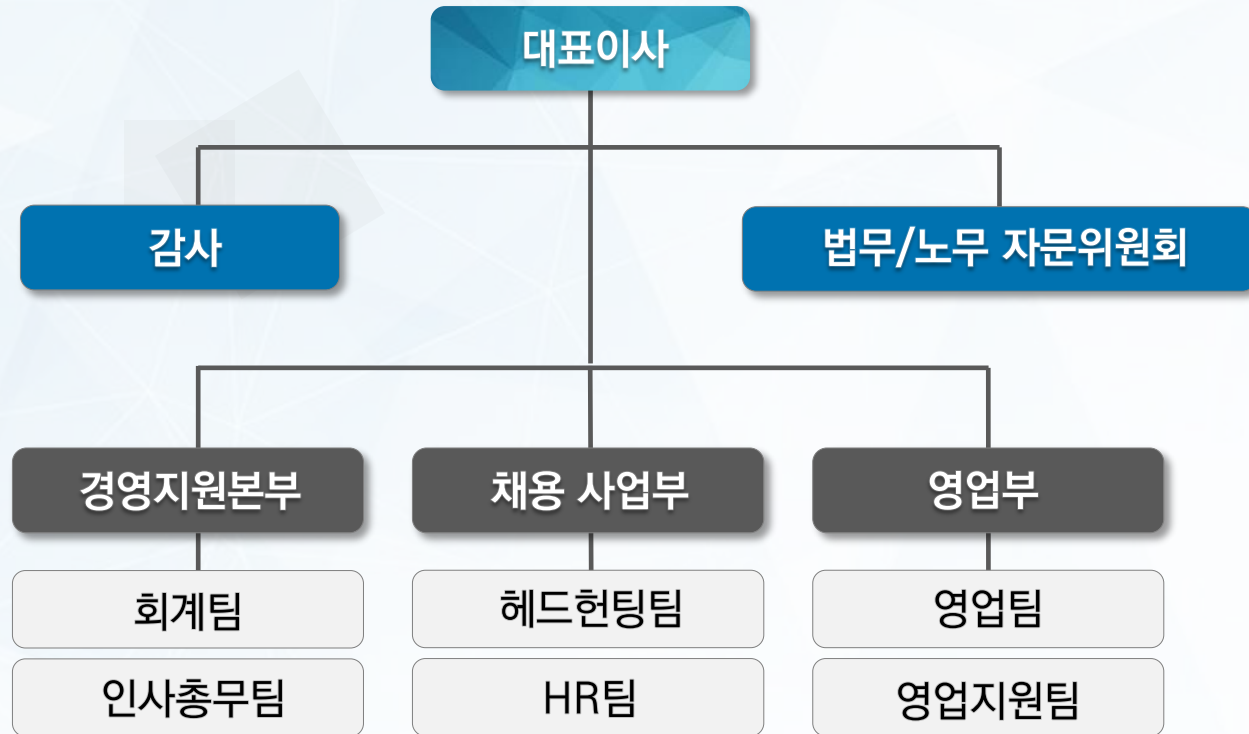 대표이사
감사
법무/노무 자문위원회
경영지원본부
채용 사업부
영업부
회계팀
헤드헌팅팀
영업팀
인사총무팀
HR팀
영업지원팀